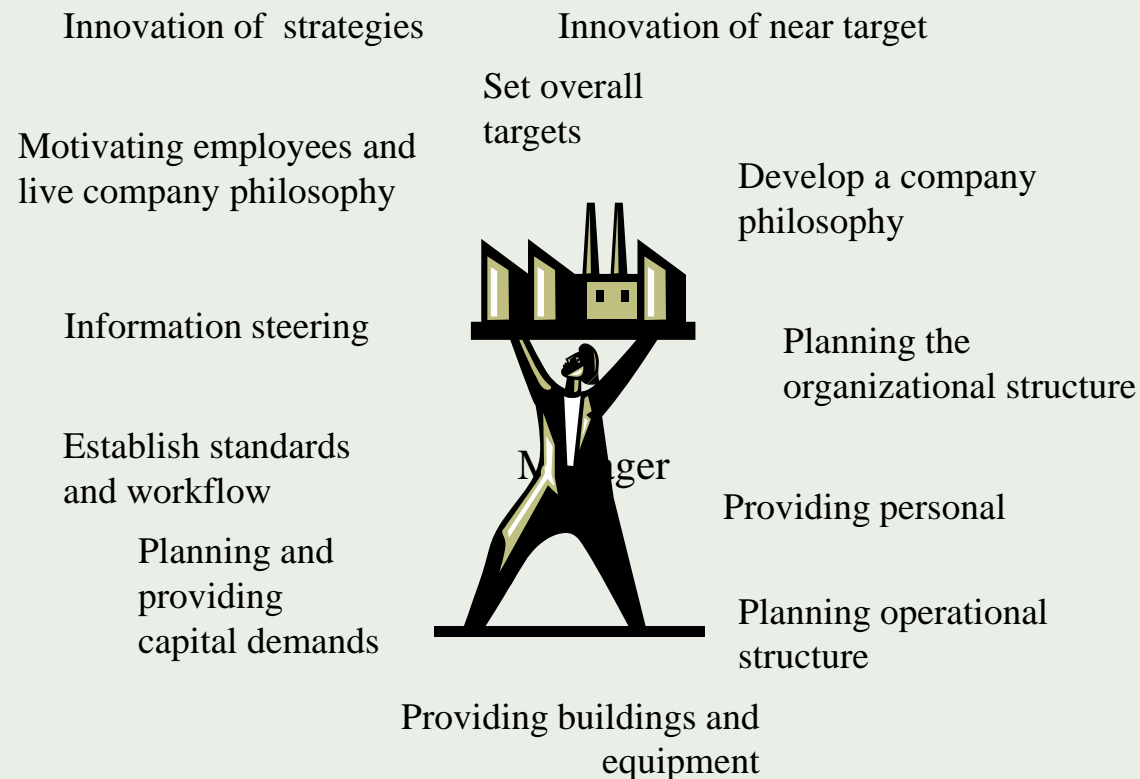 Innovation of strategies
Innovation of near target
Set overall
targets
Motivating employees and
live company philosophy
Develop a company
philosophy
Information steering
Planning the
organizational structure
Establish standards
and workflow
Manager
Providing personal
Planning and
providing
capital demands
Planning operational
structure
Providing buildings and
equipment